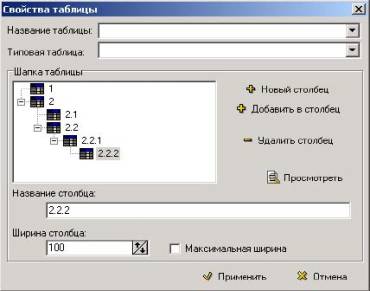 Свойства таблицы
Название таблицы:
Типовая таблица:
Шапка таблицы
1
2
2.1
2.2
2.2.1
2.2.2
Новый столбец
Добавить в столбец
Удалить столбец
Просмотреть
Название столбца:
2.2.2
Ширина столбца:
100
Максимальная ширина
Применить
Отмена